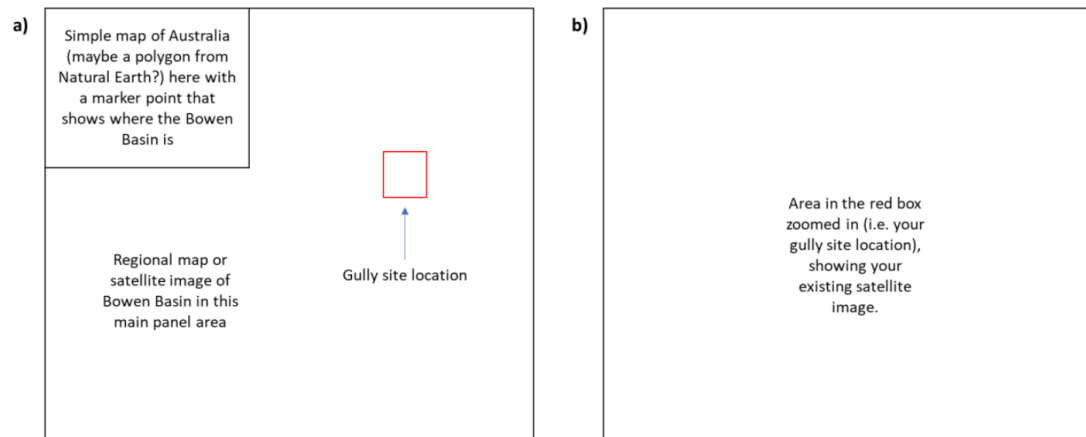 a)
Simple map of Australia
(maybe a polygon from
Natural Earth?) here with
a marker point that
shows where the Bowen
Basin is
Gully site location
Regional map or
satellite image of
Bowen Basin in this
main panel area
b)
Area in the red box
zoomed in (i.e. your
gully site location),
showing your
existing satellite
image.